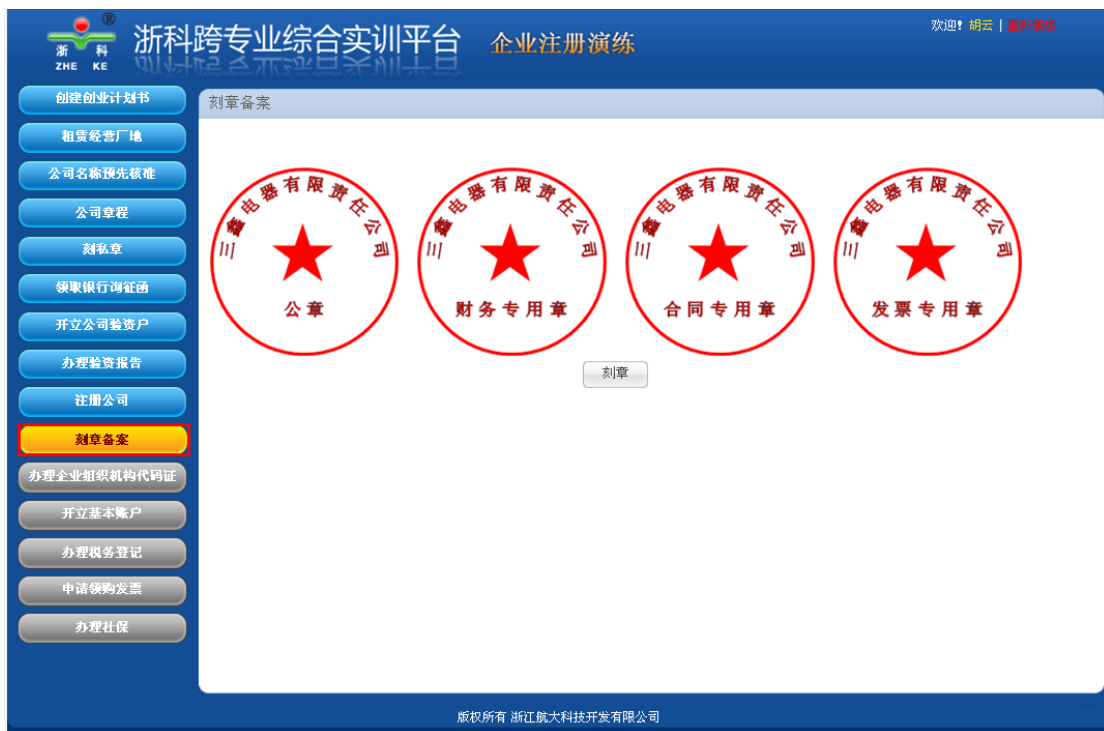 浙 科
ZHE KE
®
浙科跨专业综合实训平台
企业注册演练
欢迎! 胡云 | 重新演练
创建创业计划书
租赁经营厂地
公司名称预先核准
公司章程
刻私章
领取银行询征函
开立公司验资户
办理验资报告
注册公司
刻章备案
办理企业组织机构代码证
开立基本账户
办理税务登记
申请领购发票
办理社保
刻章备案
三鑫电器有限责任公司
公章
三鑫电器有限责任公司
财务专用章
三鑫电器有限责任公司
合同专用章
三鑫电器有限责任公司
发票专用章
刻章
版权所有 浙江航大科技开发有限公司